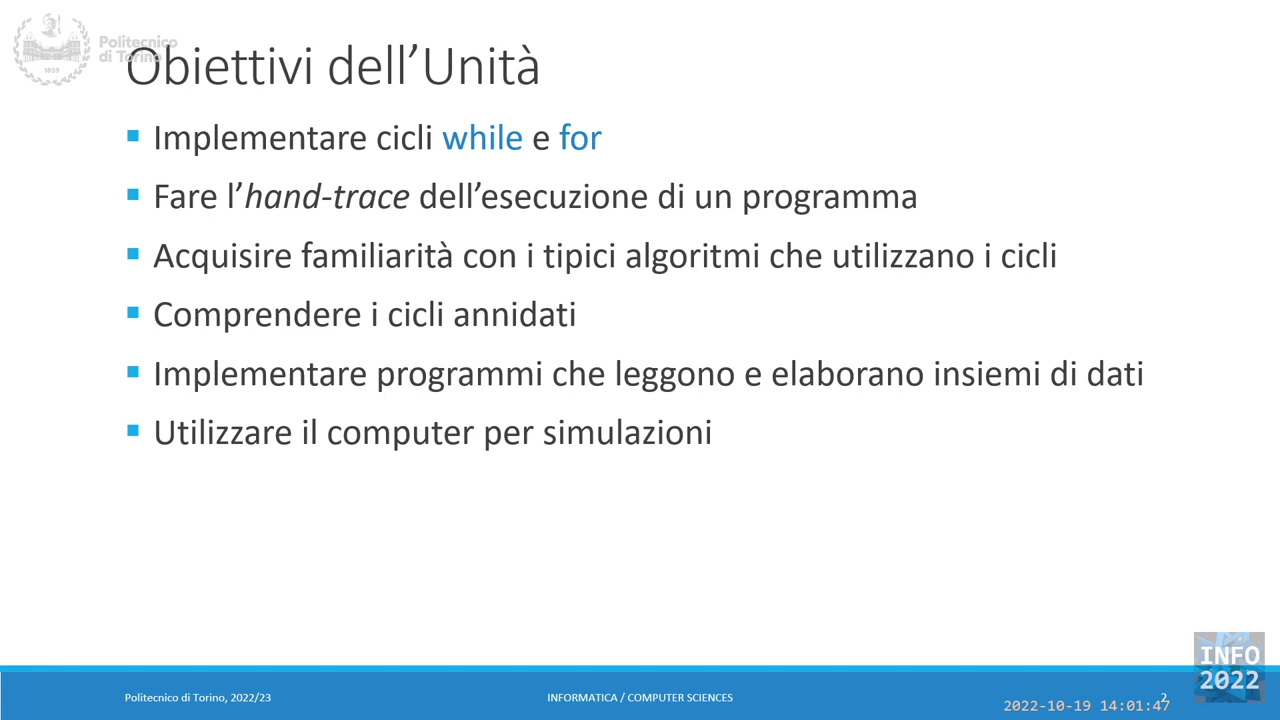 Politecnico
di Torino
1859
Obiettivi dell’Unità
Implementare cicli while e for
Fare l’hand-trace dell’esecuzione di un programma
Acquisire familiarità con i tipici algoritmi che utilizzano i cicli
Comprendere i cicli annidati
Implementare programmi che leggono e elaborano insiemi di dati
Utilizzare il computer per simulazioni
INFO
2022
Politecnico di Torino, 2022/23
INFORMATICA / COMPUTER SCIENCES
2
2022-10-19 14:01:47